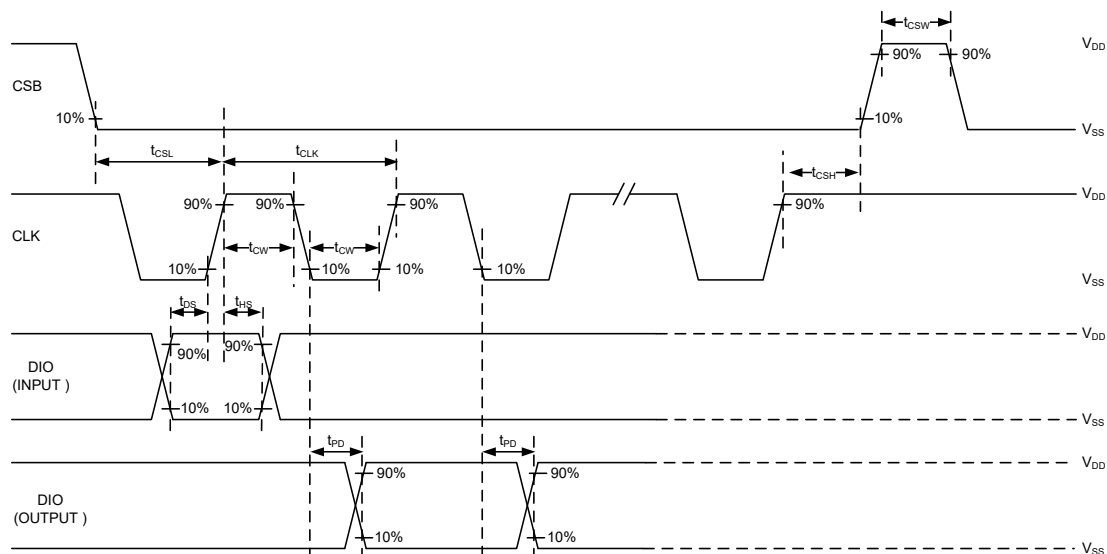 tCSW
VDD
90% 90%
CSB
10% 10%
VSS
tCSL tCLK
tCSH
VDD
90% 90% 90% 90%
CLK
tCW tCW
10% 10% 10% 10%
VSS
tDS tHS
VDD
90% 90%
DIO
(INPUT )
10% 10%
VSS
tPD tPD
VDD
90% 90%
DIO
(OUTPUT )
10% 10%
VSS